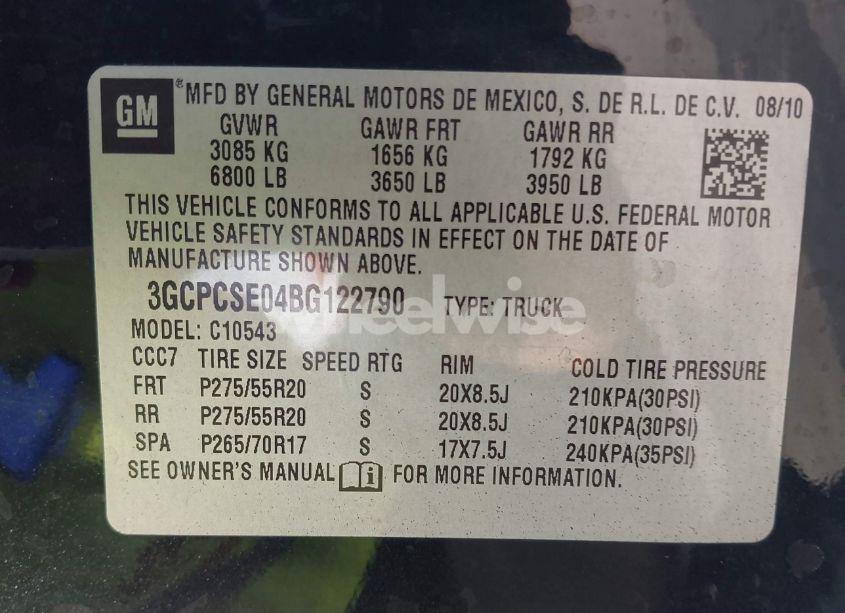 GM ® MFD BY GENERAL MOTORS DE MEXICO, S. DE R.L. DE C.V. 08/10
GVWR GAWR FRT GAWR RR
3085 KG 1656 KG 1792 KG
6800 LB 3650 LB 3950 LB
THIS VEHICLE CONFORMS TO ALL APPLICABLE U.S. FEDERAL MOTOR
VEHICLE SAFETY STANDARDS IN EFFECT ON THE DATE OF
MANUFACTURE SHOWN ABOVE.
3GCPCSE04BG122790 TYPE: TRUCK
wheelwise
MODEL: C10543
CCC7 TIRE SIZE SPEED RTG RIM COLD TIRE PRESSURE
FRT P275/55R20 S 20X8.5J 210KPA(30PSI)
RR P275/55R20 S 20X8.5J 210KPA(30PSI)
SPA P265/70R17 S 17X7.5J 240KPA(35PSI)
SEE OWNER'S MANUAL i FOR MORE INFORMATION.